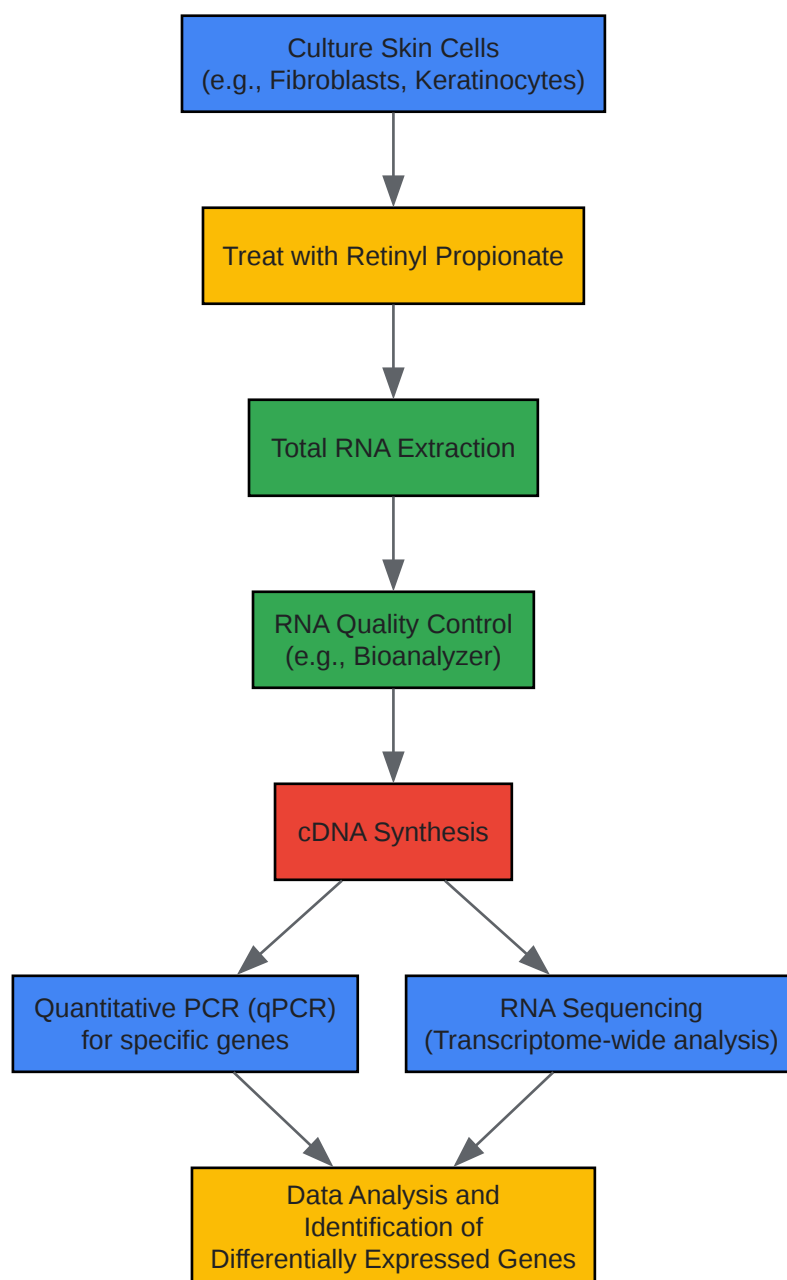 Culture Skin Cells
(e.g., Fibroblasts, Keratinocytes)
Treat with Retinyl Propionate
Total RNA Extraction
RNA Quality Control
(e.g., Bioanalyzer)
cDNA Synthesis
Quantitative PCR (qPCR)
for specific genes
RNA Sequencing
(Transcriptome-wide analysis)
Data Analysis and
Identification of
Differentially Expressed Genes